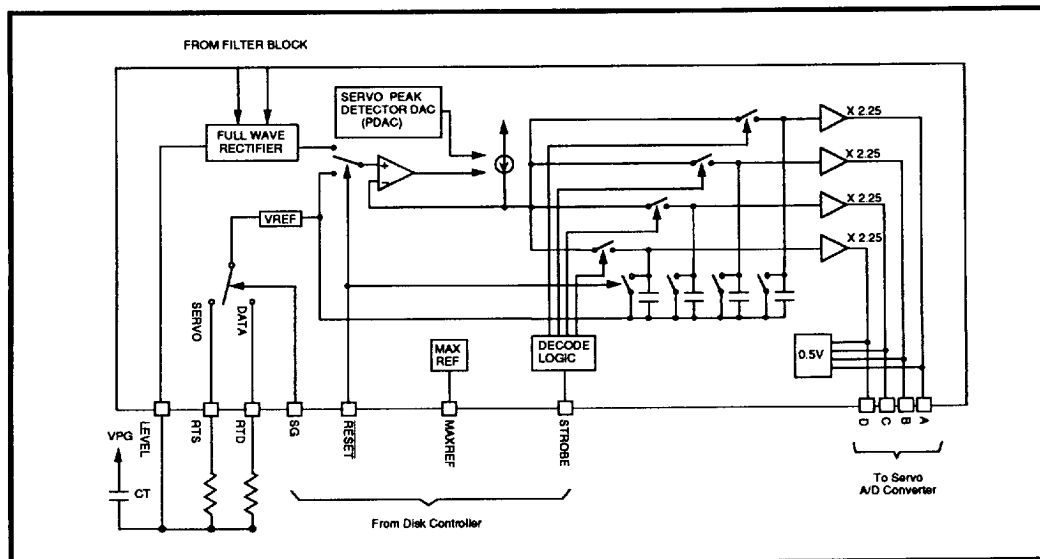 FROM FILTER BLOCK
SERVO PEAK
DETECTOR DAC
(PDAC)
FULL WAVE
RECTIFIER
X 2.25
X 2.25
X 2.25
X 2.25
+
−
VREF
SERVO
DATA
MAX
REF
DECODE
LOGIC
0.5V
VPG
CT
LEVEL
RTS
RTD
SG
RESET
MAXREF
STROBE
D
C
B
A
From Disk Controller
To Servo
A/D Converter